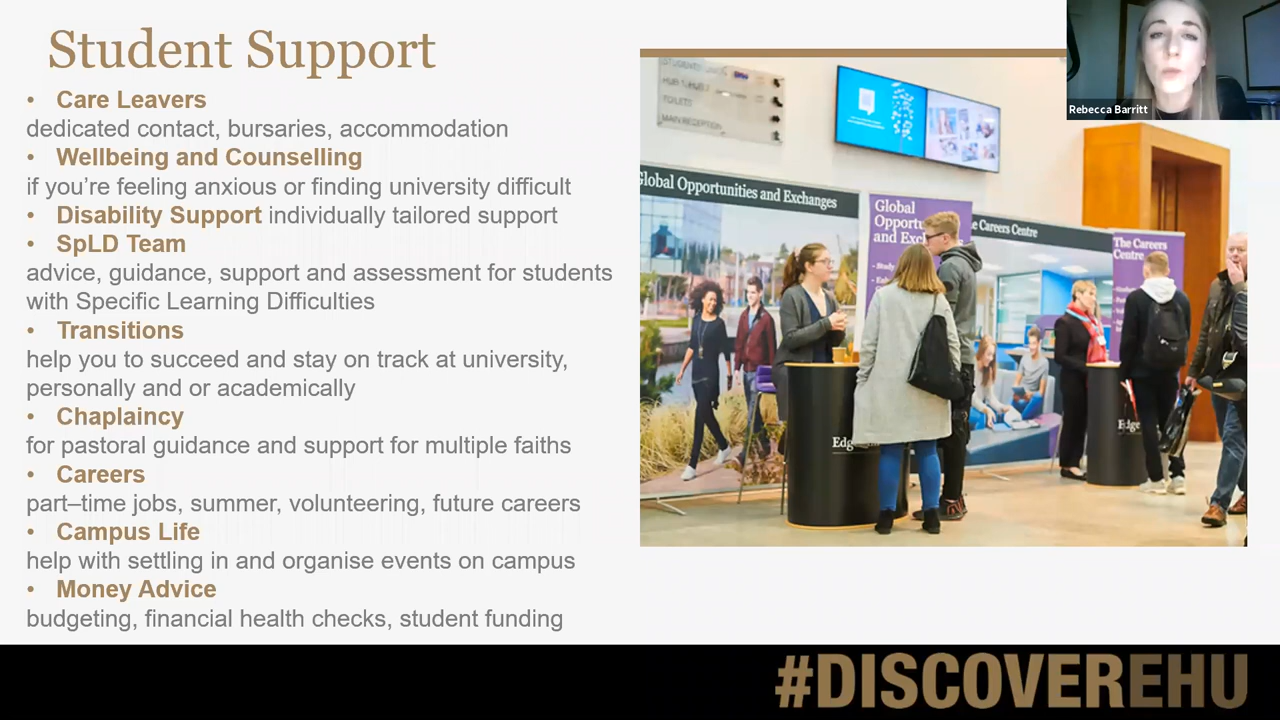 Student Support
• Care Leavers
dedicated contact, bursaries, accommodation
• Wellbeing and Counselling
if you’re feeling anxious or finding university difficult
• Disability Support individually tailored support
• SpLD Team
advice, guidance, support and assessment for students
with Specific Learning Difficulties
• Transitions
help you to succeed and stay on track at university,
personally and or academically
• Chaplaincy
for pastoral guidance and support for multiple faiths
• Careers
part–time jobs, summer, volunteering, future careers
• Campus Life
help with settling in and organise events on campus
• Money Advice
budgeting, financial health checks, student funding
Rebecca Barritt
TOILETS
MAIN RECEPTION
Global Opportunities and Exchanges
Global
and
Careers Centre
The Careers
Centre
Edge
#DISCOVEREHU